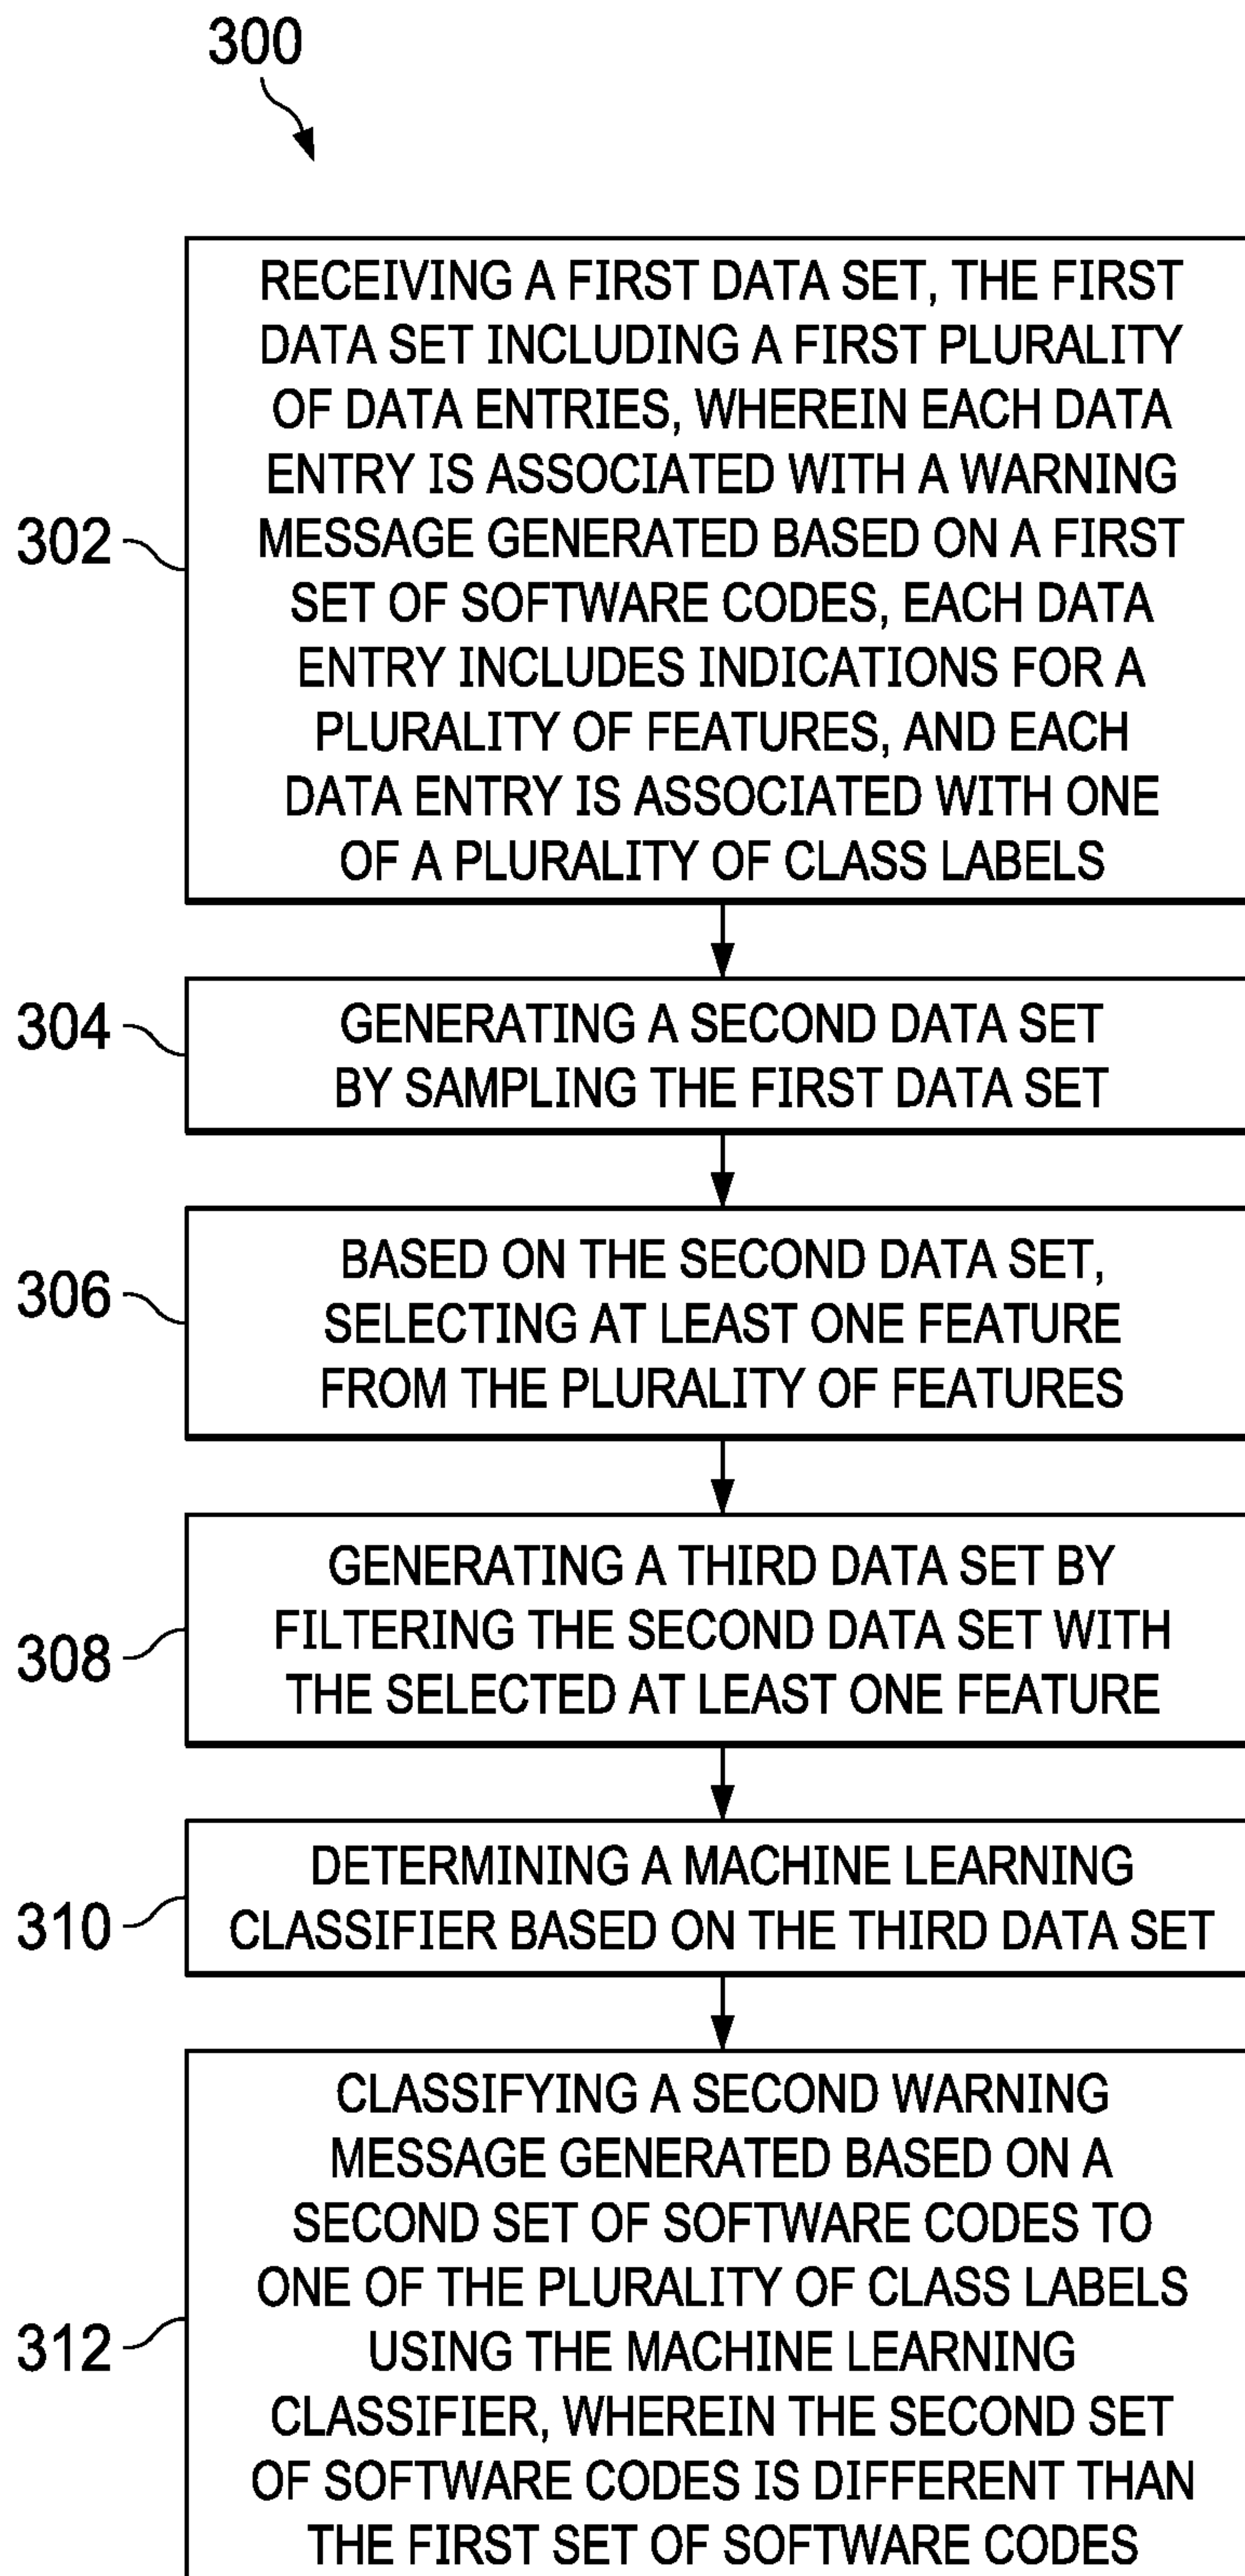 300
302
RECEIVING A FIRST DATA SET, THE FIRST
DATA SET INCLUDING A FIRST PLURALITY
OF DATA ENTRIES, WHEREIN EACH DATA
ENTRY IS ASSOCIATED WITH A WARNING
MESSAGE GENERATED BASED ON A FIRST
SET OF SOFTWARE CODES, EACH DATA
ENTRY INCLUDES INDICATIONS FOR A
PLURALITY OF FEATURES, AND EACH
DATA ENTRY IS ASSOCIATED WITH ONE
OF A PLURALITY OF CLASS LABELS
304
GENERATING A SECOND DATA SET
BY SAMPLING THE FIRST DATA SET
306
BASED ON THE SECOND DATA SET,
SELECTING AT LEAST ONE FEATURE
FROM THE PLURALITY OF FEATURES
308
GENERATING A THIRD DATA SET BY
FILTERING THE SECOND DATA SET WITH
THE SELECTED AT LEAST ONE FEATURE
310
DETERMINING A MACHINE LEARNING
CLASSIFIER BASED ON THE THIRD DATA SET
312
CLASSIFYING A SECOND WARNING
MESSAGE GENERATED BASED ON A
SECOND SET OF SOFTWARE CODES TO
ONE OF THE PLURALITY OF CLASS LABELS
USING THE MACHINE LEARNING
CLASSIFIER, WHEREIN THE SECOND SET
OF SOFTWARE CODES IS DIFFERENT THAN
THE FIRST SET OF SOFTWARE CODES